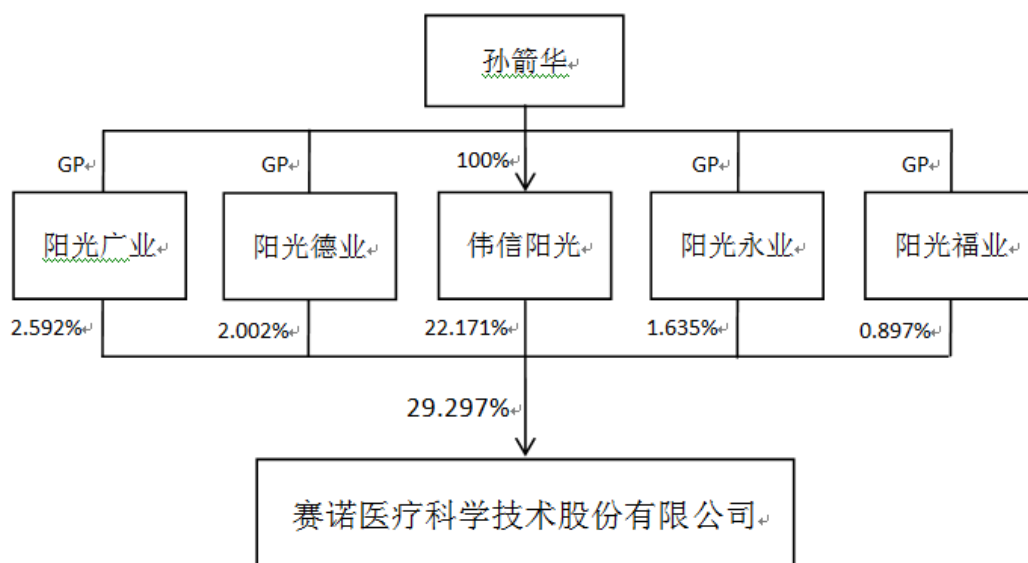 孙箭华
GP
GP
100%
GP
GP
阳光广业
阳光德业
伟信阳光
阳光永业
阳光福业
2.592%
2.002%
22.171%
1.635%
0.897%
29.297%
赛诺医疗科学技术股份有限公司